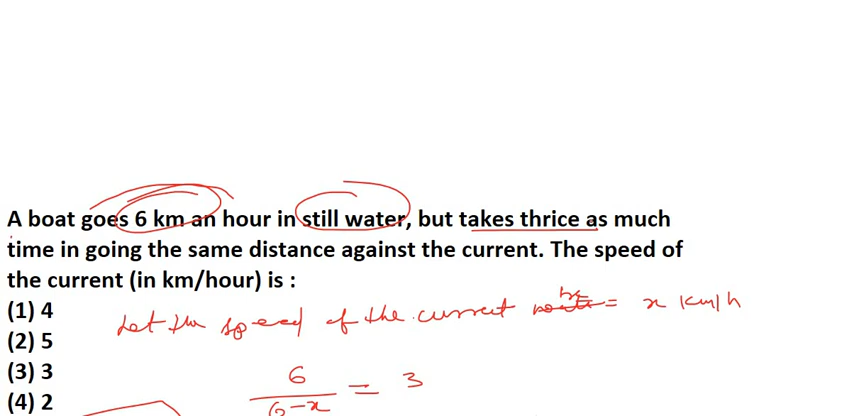 A boat goes 6 km an hour in still water, but takes thrice as much
time in going the same distance against the current. The speed of
the current (in km/hour) is :
(1) 4
Let the speed of the current be = x km/h
(2) 5
(3) 3
6/(6-x) = 3
(4) 2